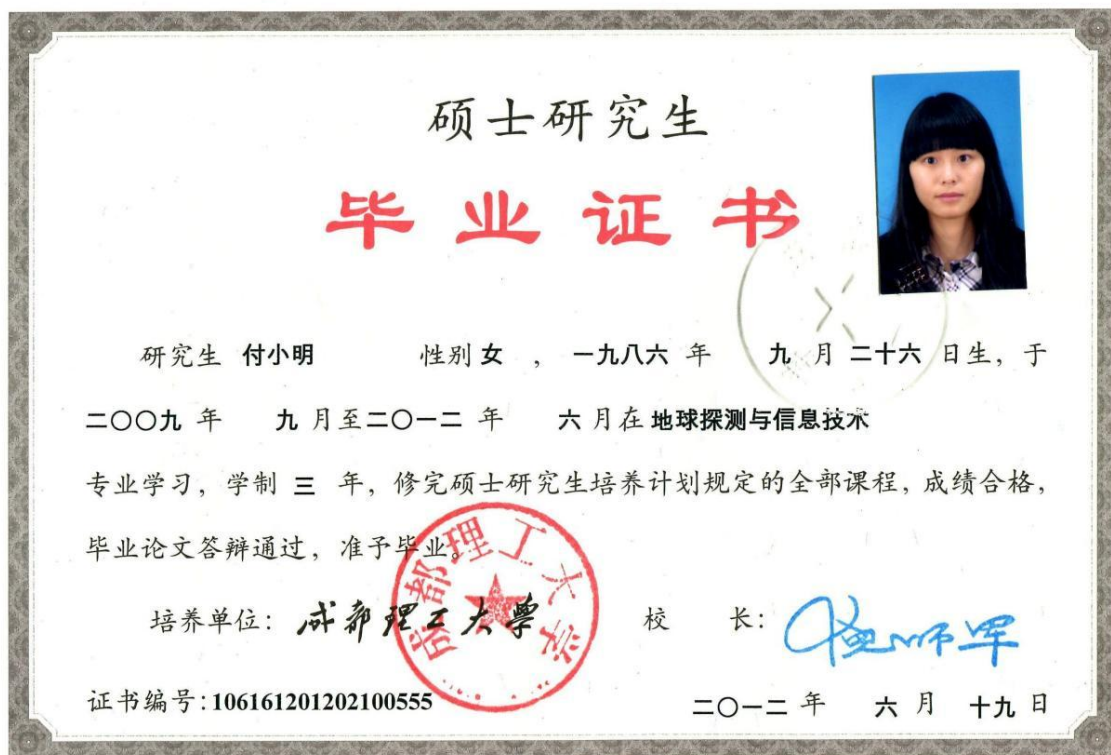 硕士研究生
毕业证书
研究生 付小明 性别 女 ，一九八六 年 九 月 二十六 日生，于
二〇〇九 年 九 月至二〇一二 年 六 月在 地球探测与信息技术
专业学习，学制 三 年，修完硕士研究生培养计划规定的全部课程，成绩合格，
毕业论文答辩通过，准予毕业。
成都理工大学
培养单位：成都理工大學 校 长：
证书编号：106161201202100555 二〇一二 年 六 月 十九 日